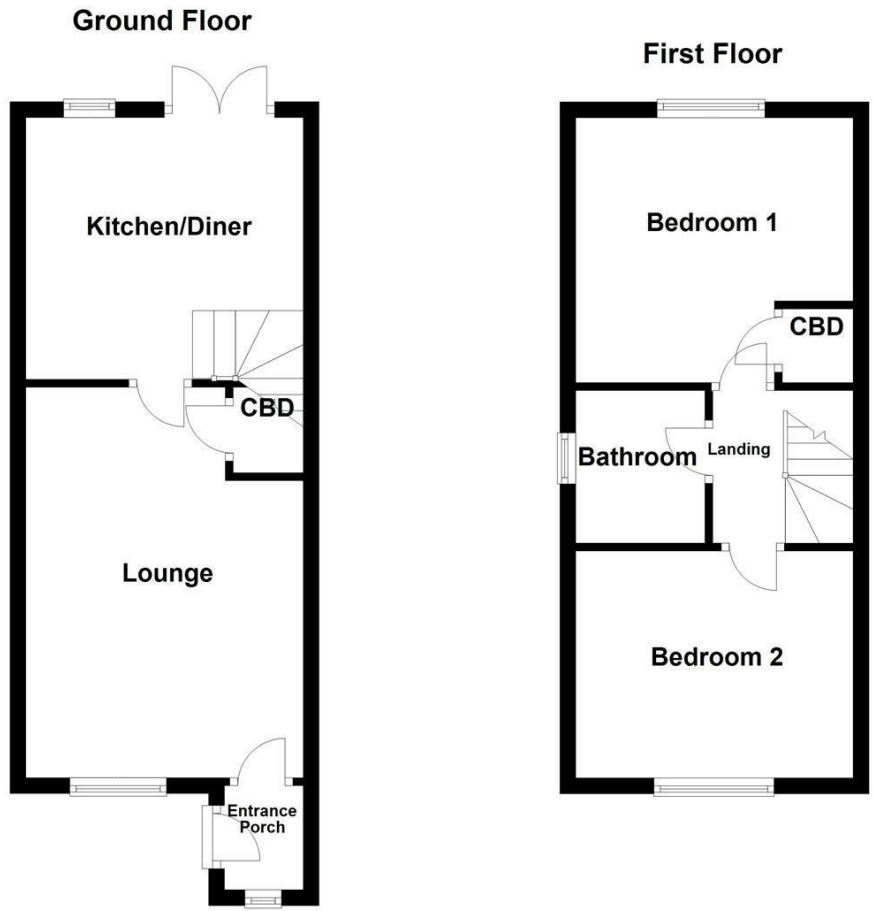 Ground Floor
Kitchen/Diner
CBD
Lounge
Entrance
Porch
First Floor
Bedroom 1
CBD
Bathroom
Landing
Bedroom 2